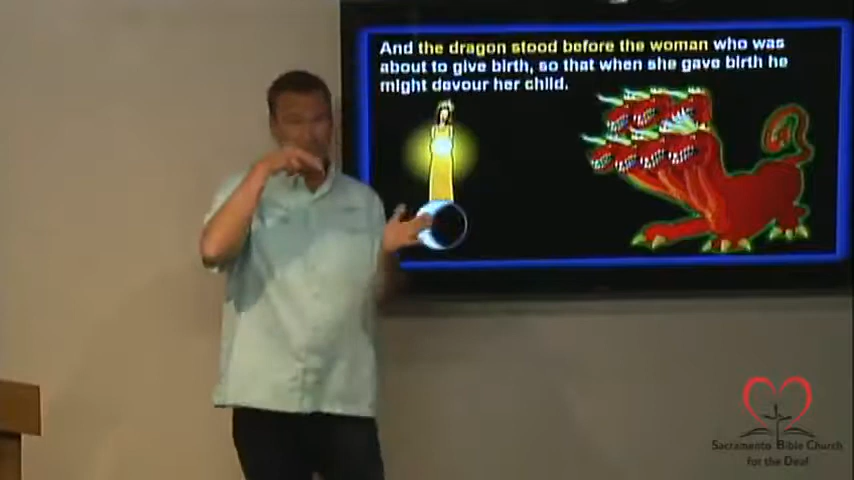 And the dragon stood before the woman who was
about to give birth, so that when she gave birth he
might devour her child.
Sacramento Bible Church
for the Deaf